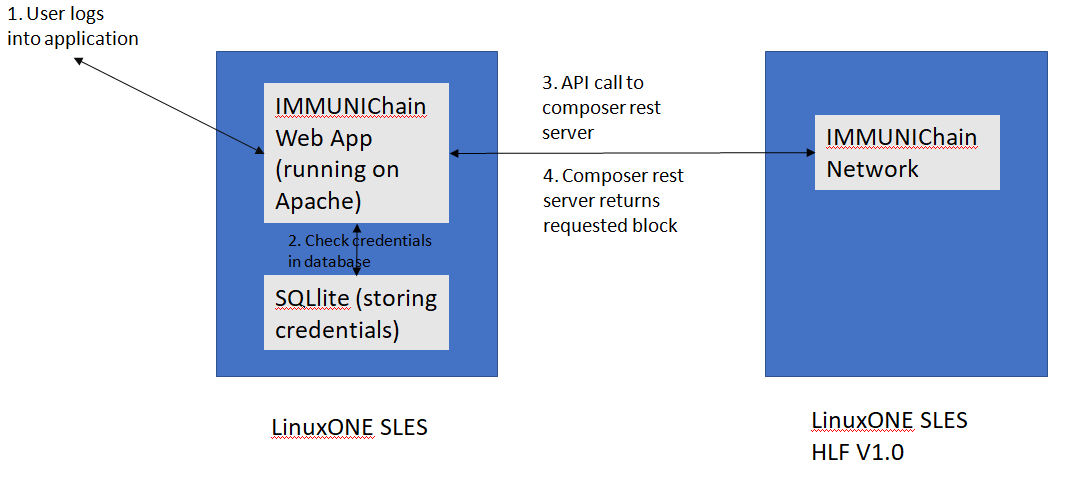 1. User logs
into application
IMMUNIChain
Web App
(running on
Apache)
2. Check credentials
in database
SQLlite (storing
credentials)
LinuxONE SLES
3. API call to
composer rest
server
4. Composer rest
server returns
requested block
IMMUNIChain
Network
LinuxONE SLES
HLF V1.0